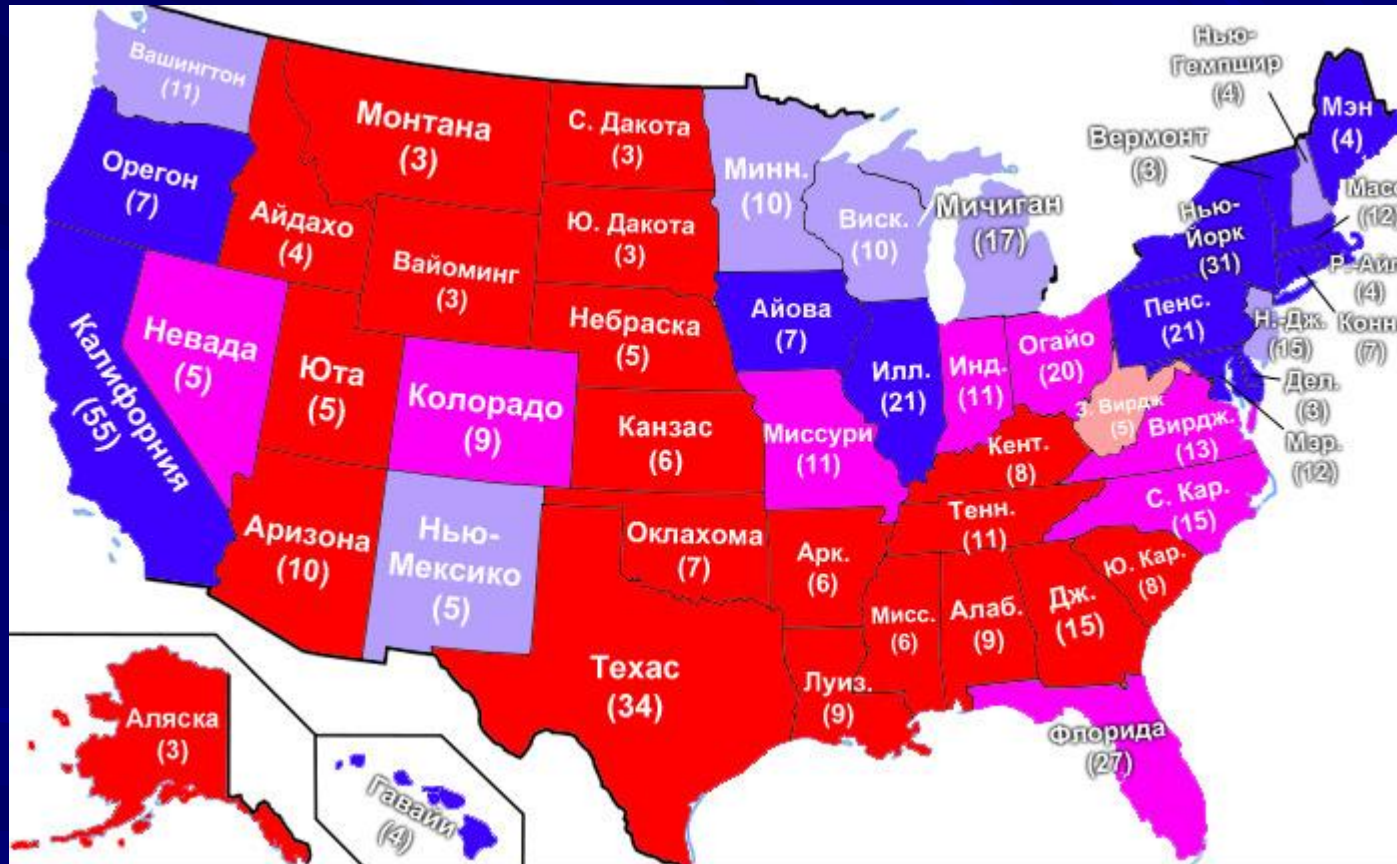 Вашингтон
(11)
Орегон
(7)
Калифорния
(55)
Невада
(5)
Айдахо
(4)
Монтана
(3)
Вайоминг
(3)
Юта
(5)
Аризона
(10)
Колорадо
(9)
Нью-
Мексико
(5)
С. Дакота
(3)
Ю. Дакота
(3)
Небраска
(5)
Канзас
(6)
Оклахома
(7)
Техас
(34)
Минн.
(10)
Айова
(7)
Миссури
(11)
Арк.
(6)
Луиз.
(9)
Виск.
(10)
Мичиган
(17)
Илл.
(21)
Инд.
(11)
Огайо
(20)
Кент.
(8)
Тенн.
(11)
Мисс.
(6)
Алаб.
(9)
Дж.
(15)
Ю. Кар.
(8)
С. Кар.
(15)
Флорида
(27)
З. Вирдж
(5)
Вирдж.
(13)
Пенс.
(21)
Нью-
Йорк
(31)
Вермонт
(3)
Нью-
Гемпшир
(4)
Мэн
(4)
Масс
(12)
Р.-Айл
(4)
Конн
(7)
Н.-Дж.
(15)
Дел.
(3)
Мэр.
(12)
Аляска
(3)
Гавайи
(4)